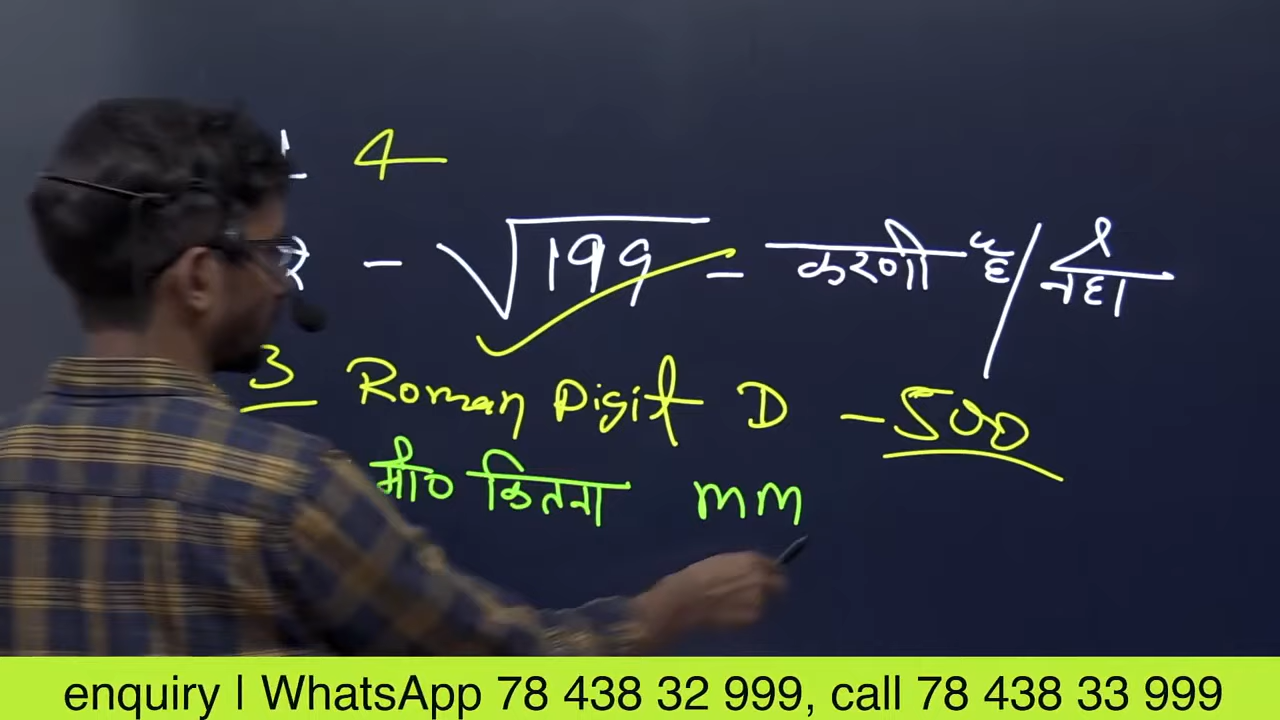 4
- √199 = करणी है/नहीं
3 Roman Digit D - 500
मी० कितना mm
enquiry | WhatsApp 78 438 32 999, call 78 438 33 999